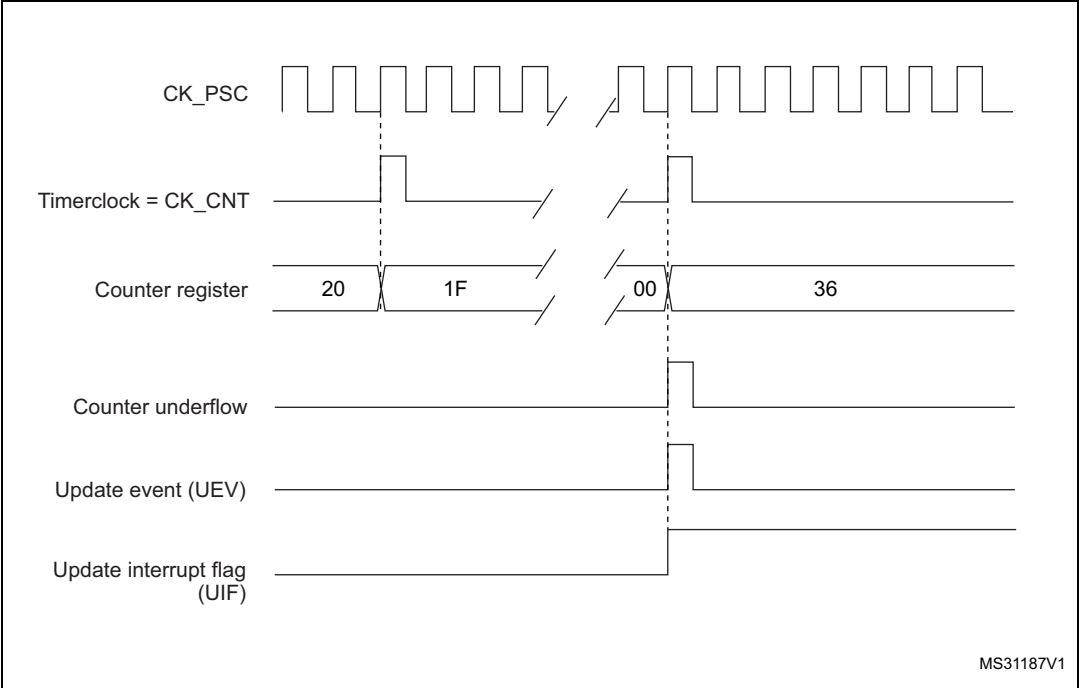 CK_PSC
Timerclock = CK_CNT
Counter register
20
1F
00
36
Counter underflow
Update event (UEV)
Update interrupt flag
(UIF)
MS31187V1